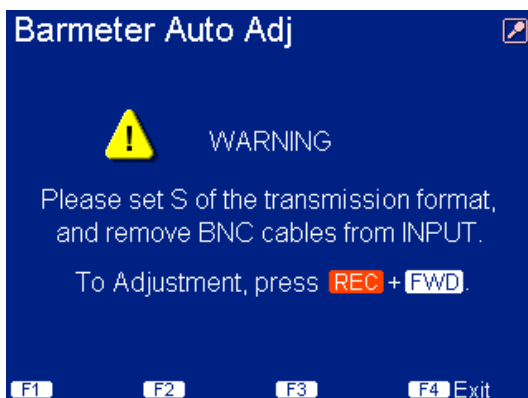 Barmeter Auto Adj
WARNING
Please set S of the transmission format,
and remove BNC cables from INPUT.
To Adjustment, press REC + FWD.
F1 F2 F3 F4 Exit